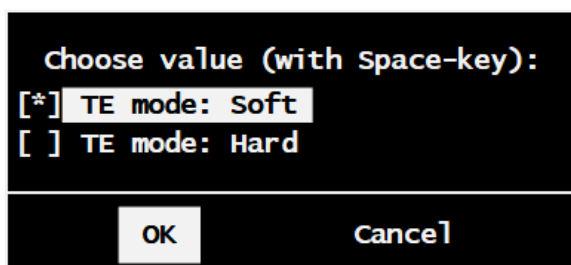 Choose value (with Space-key):
[*] TE mode: Soft
[ ] TE mode: Hard
OK Cancel